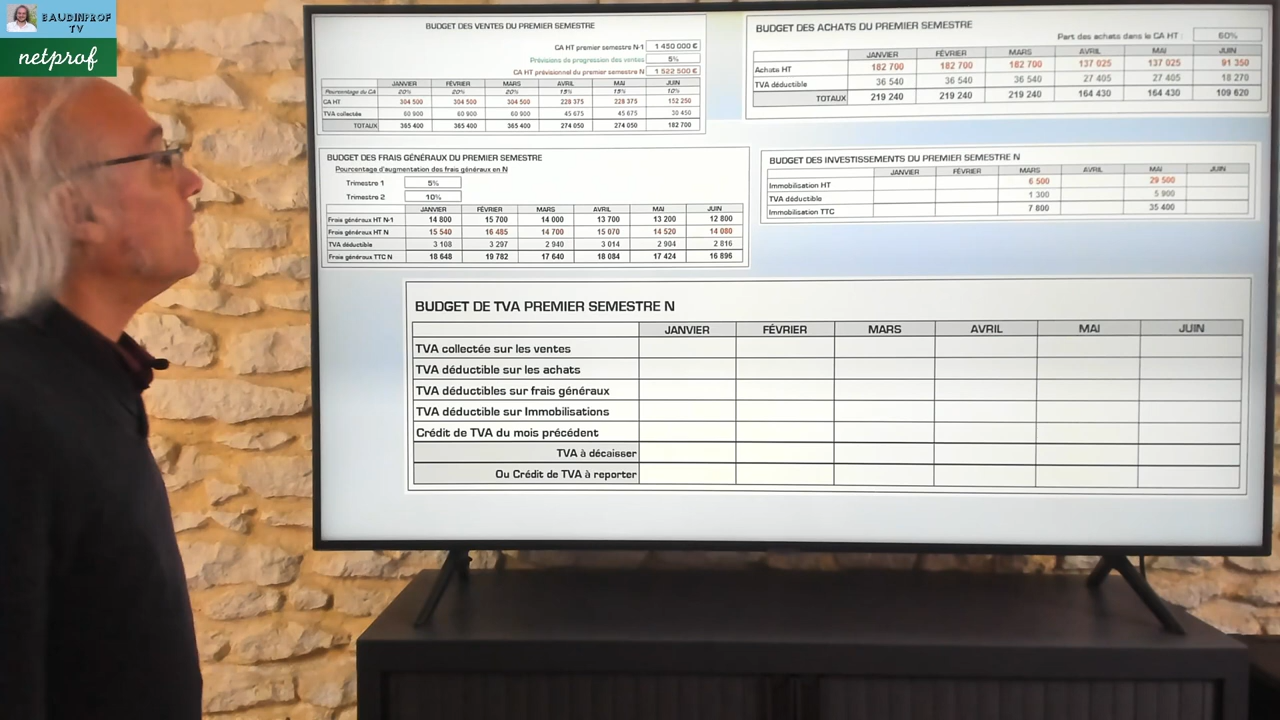 BAUDINPROF
TV
netprof
BUDGET DES VENTES DU PREMIER SEMESTRE
CA HT premier semestre N-1 1 450 000 €
Prévisions de progression des ventes 5%
CA HT prévisionnel du premier semestre N 1 522 500 €
JANVIER FÉVRIER MARS AVRIL MAI JUIN
Pourcentage du CA 20% 20% 20% 15% 15% 10%
CA HT 304 500 304 500 304 500 228 375 228 375 152 250
TVA collectée 60 900 60 900 60 900 45 675 45 675 30 450
TOTAUX 365 400 365 400 365 400 274 050 274 050 182 700
BUDGET DES ACHATS DU PREMIER SEMESTRE
Part des achats dans le CA HT : 60%
JANVIER FÉVRIER MARS AVRIL MAI JUIN
Achats HT 182 700 182 700 182 700 137 025 137 025 91 350
TVA déductible 36 540 36 540 36 540 27 405 27 405 18 270
TOTAUX 219 240 219 240 219 240 164 430 164 430 109 620
BUDGET DES FRAIS GÉNÉRAUX DU PREMIER SEMESTRE
Pourcentage d'augmentation des frais généraux en N
Trimestre 1 5%
Trimestre 2 10%
JANVIER FÉVRIER MARS AVRIL MAI JUIN
Frais généraux HT N-1 14 800 15 700 14 000 13 700 13 200 12 800
Frais généraux HT N 15 540 16 485 14 700 15 070 14 520 14 080
TVA déductible 3 108 3 297 2 940 3 014 2 904 2 816
Frais généraux TTC N 18 648 19 782 17 640 18 084 17 424 16 896
BUDGET DES INVESTISSEMENTS DU PREMIER SEMESTRE N
JANVIER FÉVRIER MARS AVRIL MAI JUIN
Immobilisation HT 6 500 29 500
TVA déductible 1 300 5 900
Immobilisation TTC 7 800 35 400
BUDGET DE TVA PREMIER SEMESTRE N
JANVIER FÉVRIER MARS AVRIL MAI JUIN
TVA collectée sur les ventes
TVA déductible sur les achats
TVA déductibles sur frais généraux
TVA déductible sur Immobilisations
Crédit de TVA du mois précédent
TVA à décaisser
Ou Crédit de TVA à reporter